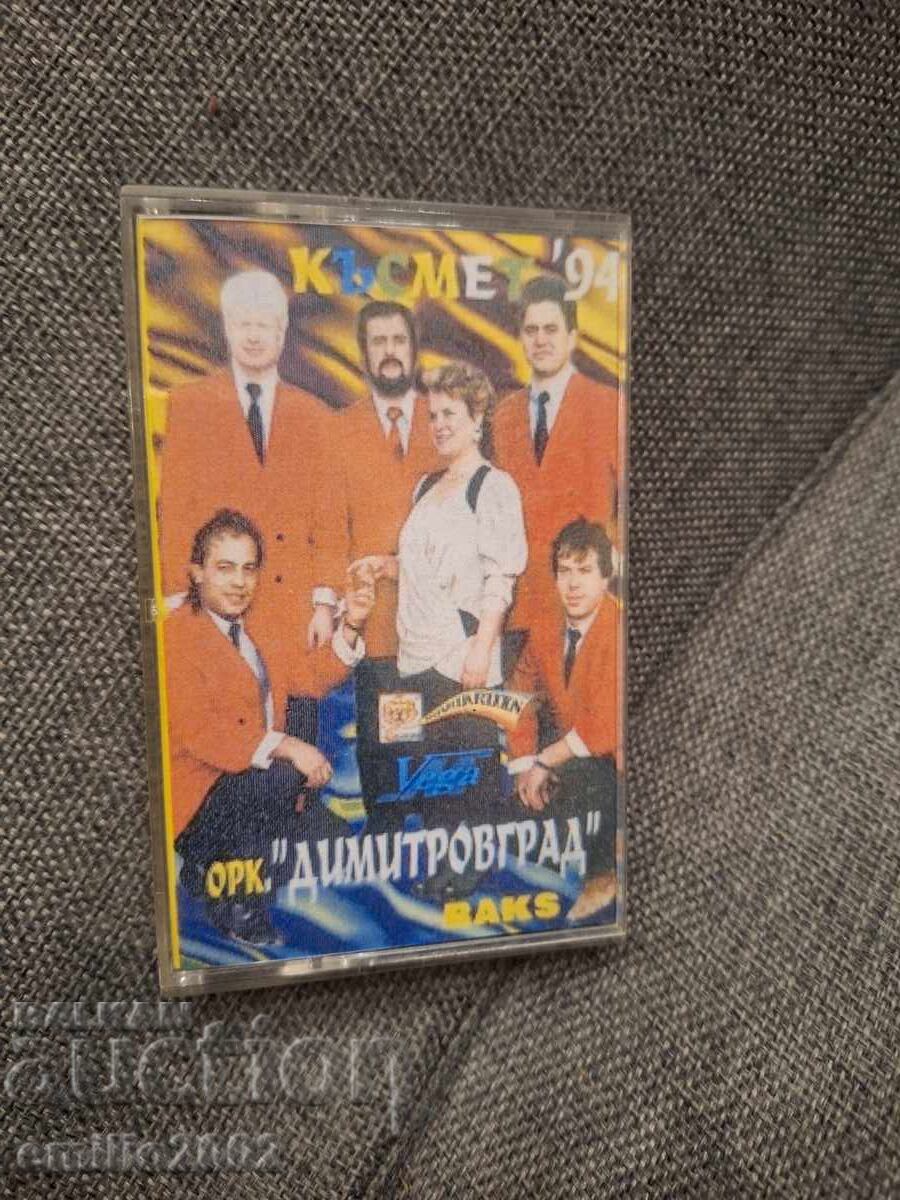 КЪСМЕТ '94
ОРК. "ДИМИТРОВГРАД"
BAKS
BALKAN
AUCTION
emilio2002